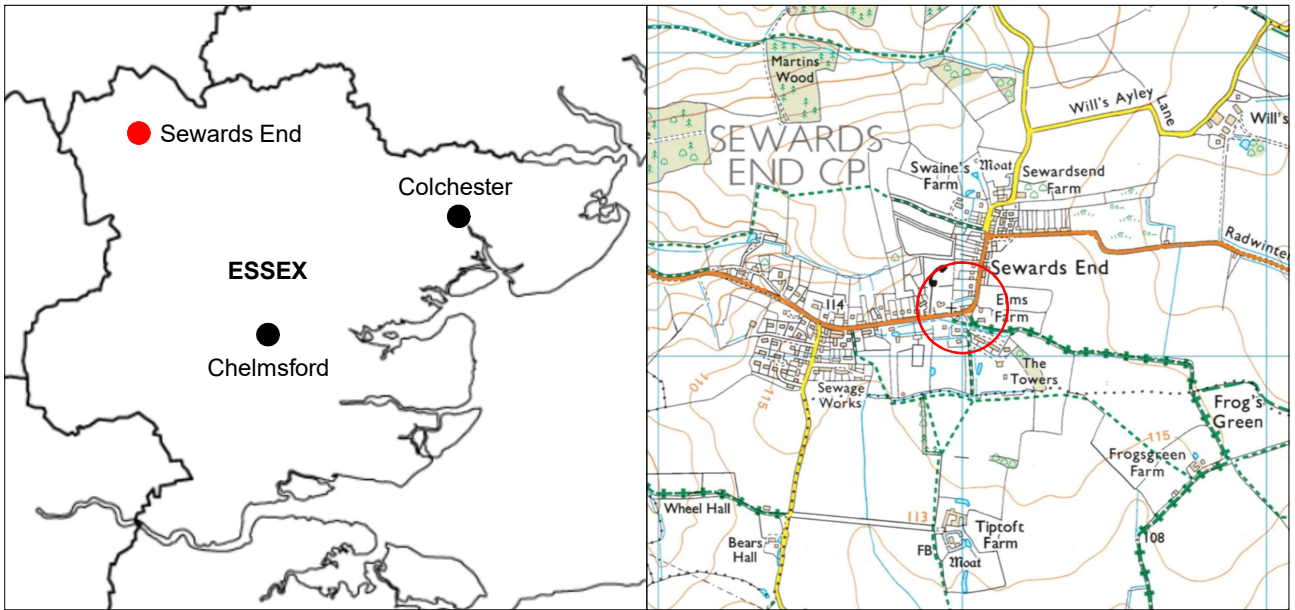 Sewards End
Colchester
ESSEX
Chelmsford
Martins
Wood
Will's Ayley
Lane
Will's
SEWARDS
END CP
Swaine's
Farm
Moat
Sewardsend
Farm
Radwinter
Sewards End
114
Elms
Farm
The
Towers
110
115
Sewage
Works
Frog's
Green
115
Frogsgreen
Farm
Wheel Hall
113
Tiptoft
Farm
Bears
Hall
FB
Moat
108